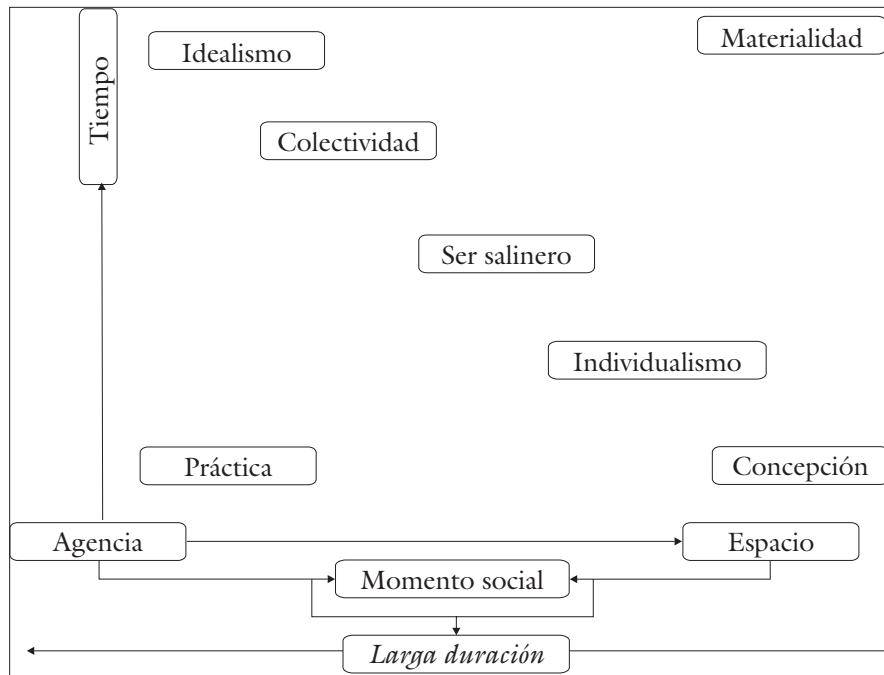 Tiempo
Idealismo
Materialidad
Colectividad
Ser salinero
Individualismo
Práctica
Concepción
Agencia
Espacio
Momento social
Larga duración